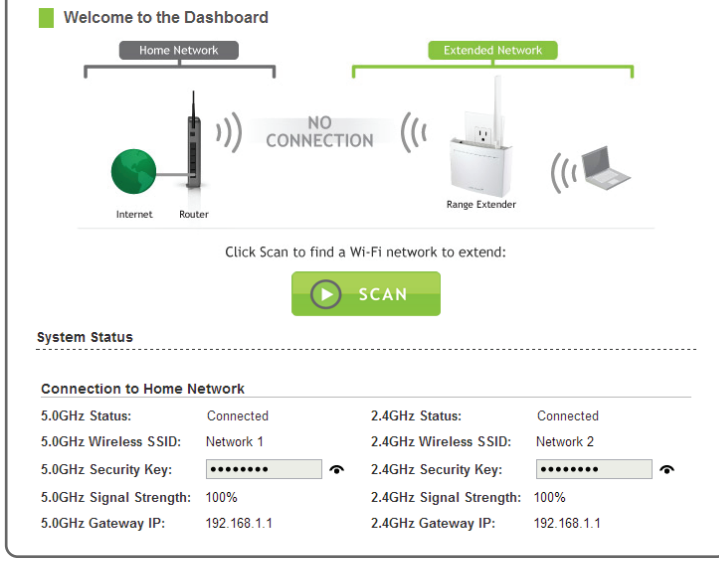 Welcome to the Dashboard
Home Network
Extended Network
NO
CONNECTION
Internet
Router
Range Extender
Click Scan to find a Wi-Fi network to extend:
SCAN
System Status
Connection to Home Network
5.0GHz Status: Connected 2.4GHz Status: Connected
5.0GHz Wireless SSID: Network 1 2.4GHz Wireless SSID: Network 2
5.0GHz Security Key: •••••••• 2.4GHz Security Key: ••••••••
5.0GHz Signal Strength: 100% 2.4GHz Signal Strength: 100%
5.0GHz Gateway IP: 192.168.1.1 2.4GHz Gateway IP: 192.168.1.1